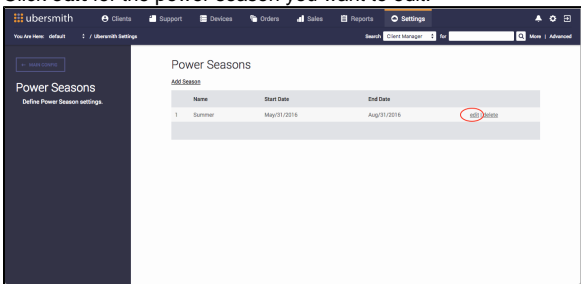 Click edit for the power season you want to edit.
ubersmith Clients Support Devices Orders Sales Reports Settings
You Are Here: default / Ubersmith Settings Search Client Manager for More | Advanced
Power Seasons
Define Power Season settings.
Power Seasons
Add Season
Name Start Date End Date
1 Summer May/31/2016 Aug/31/2016 edit | delete